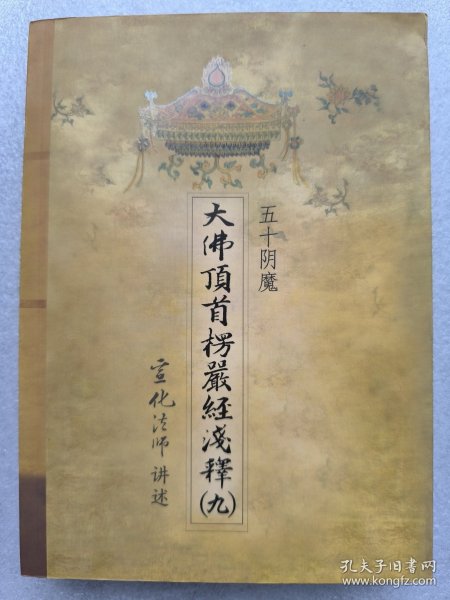 五十阴魔
大佛頂首楞嚴經淺釋(九)
宣化法师 讲述
孔夫子旧书网
www.kongfz.com